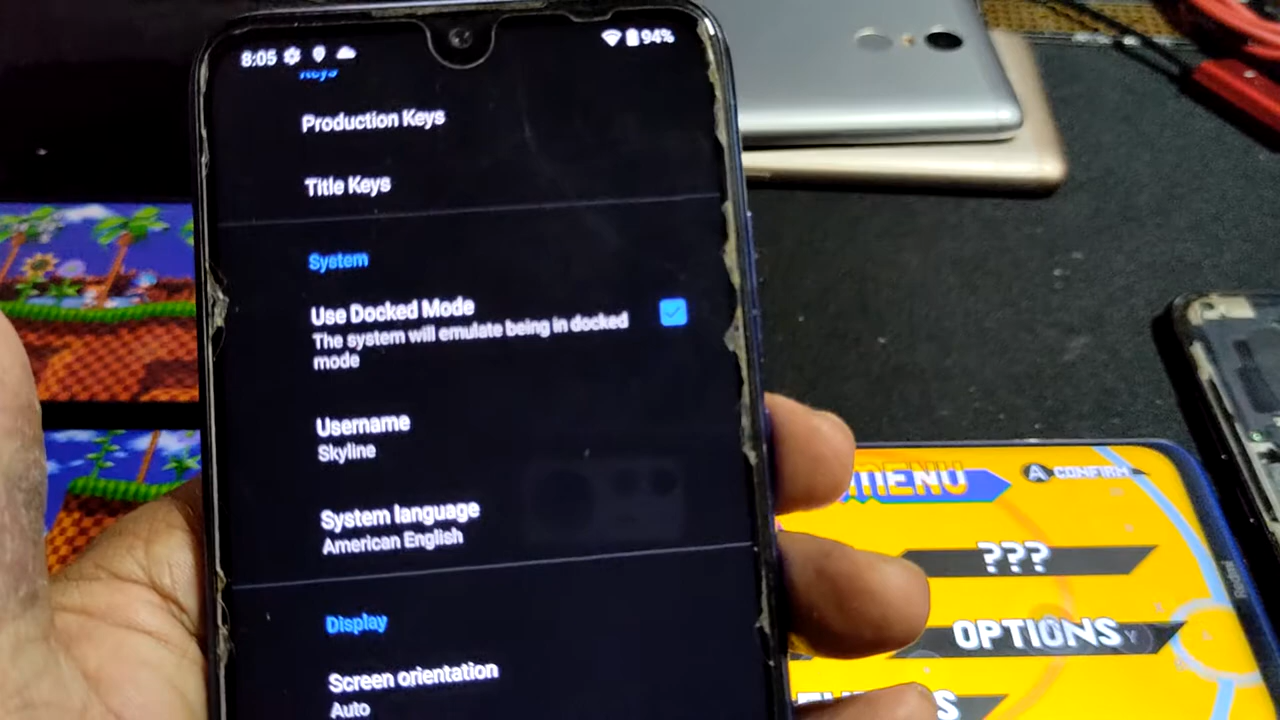 8:05
94%
Keys
Production Keys
Title Keys
System
Use Docked Mode
The system will emulate being in docked
mode
Username
Skyline
System language
American English
Display
Screen orientation
Auto
MENU
A CONFIRM
???
OPTIONS